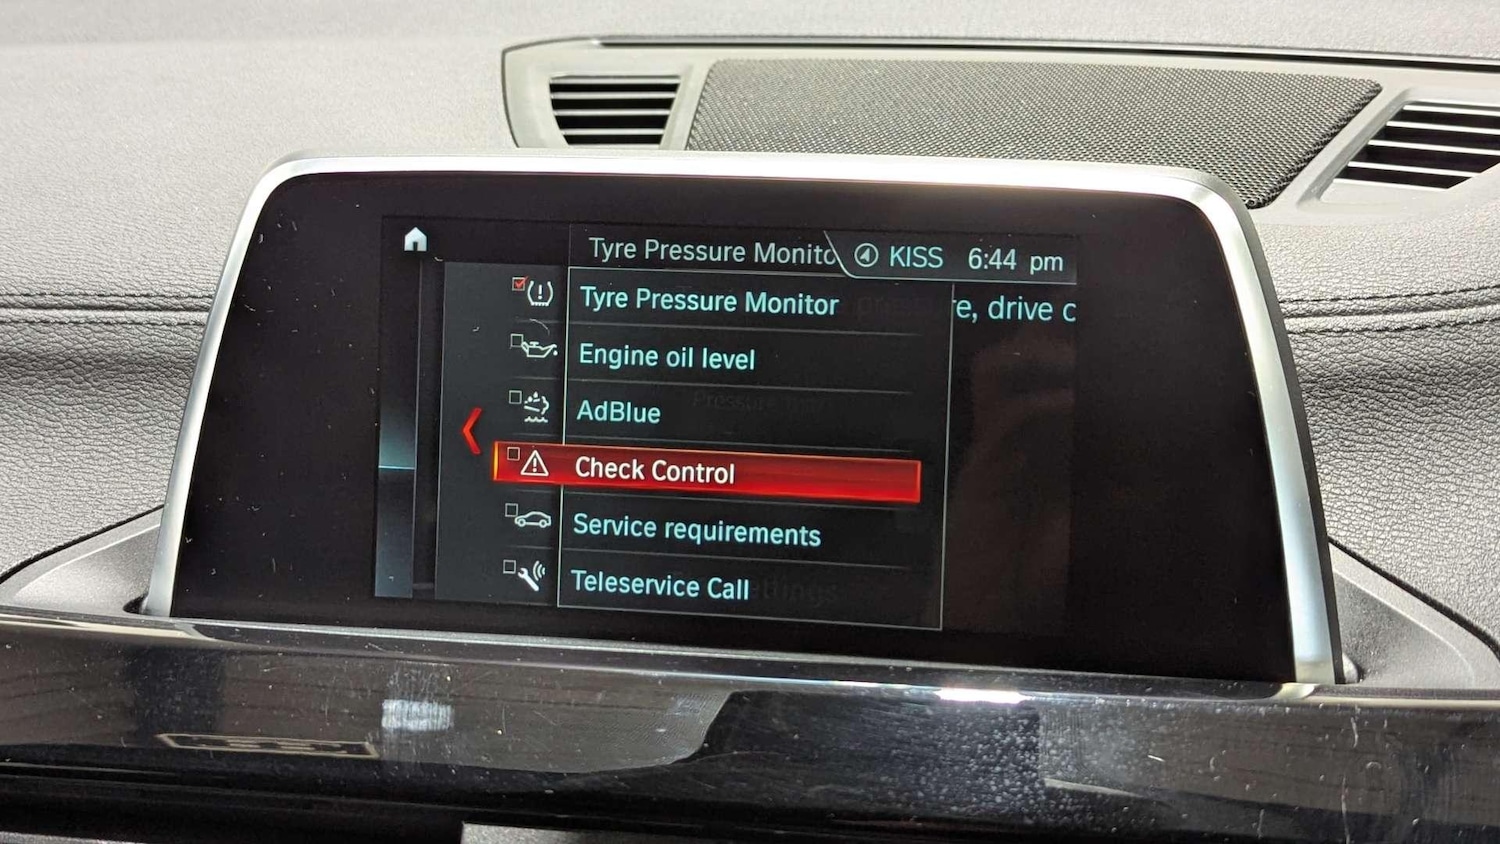 Tyre Pressure Monito KISS 6:44 pm
Tyre Pressure Monitor
e, drive c
Engine oil level
AdBlue
Check Control
Service requirements
Teleservice Call